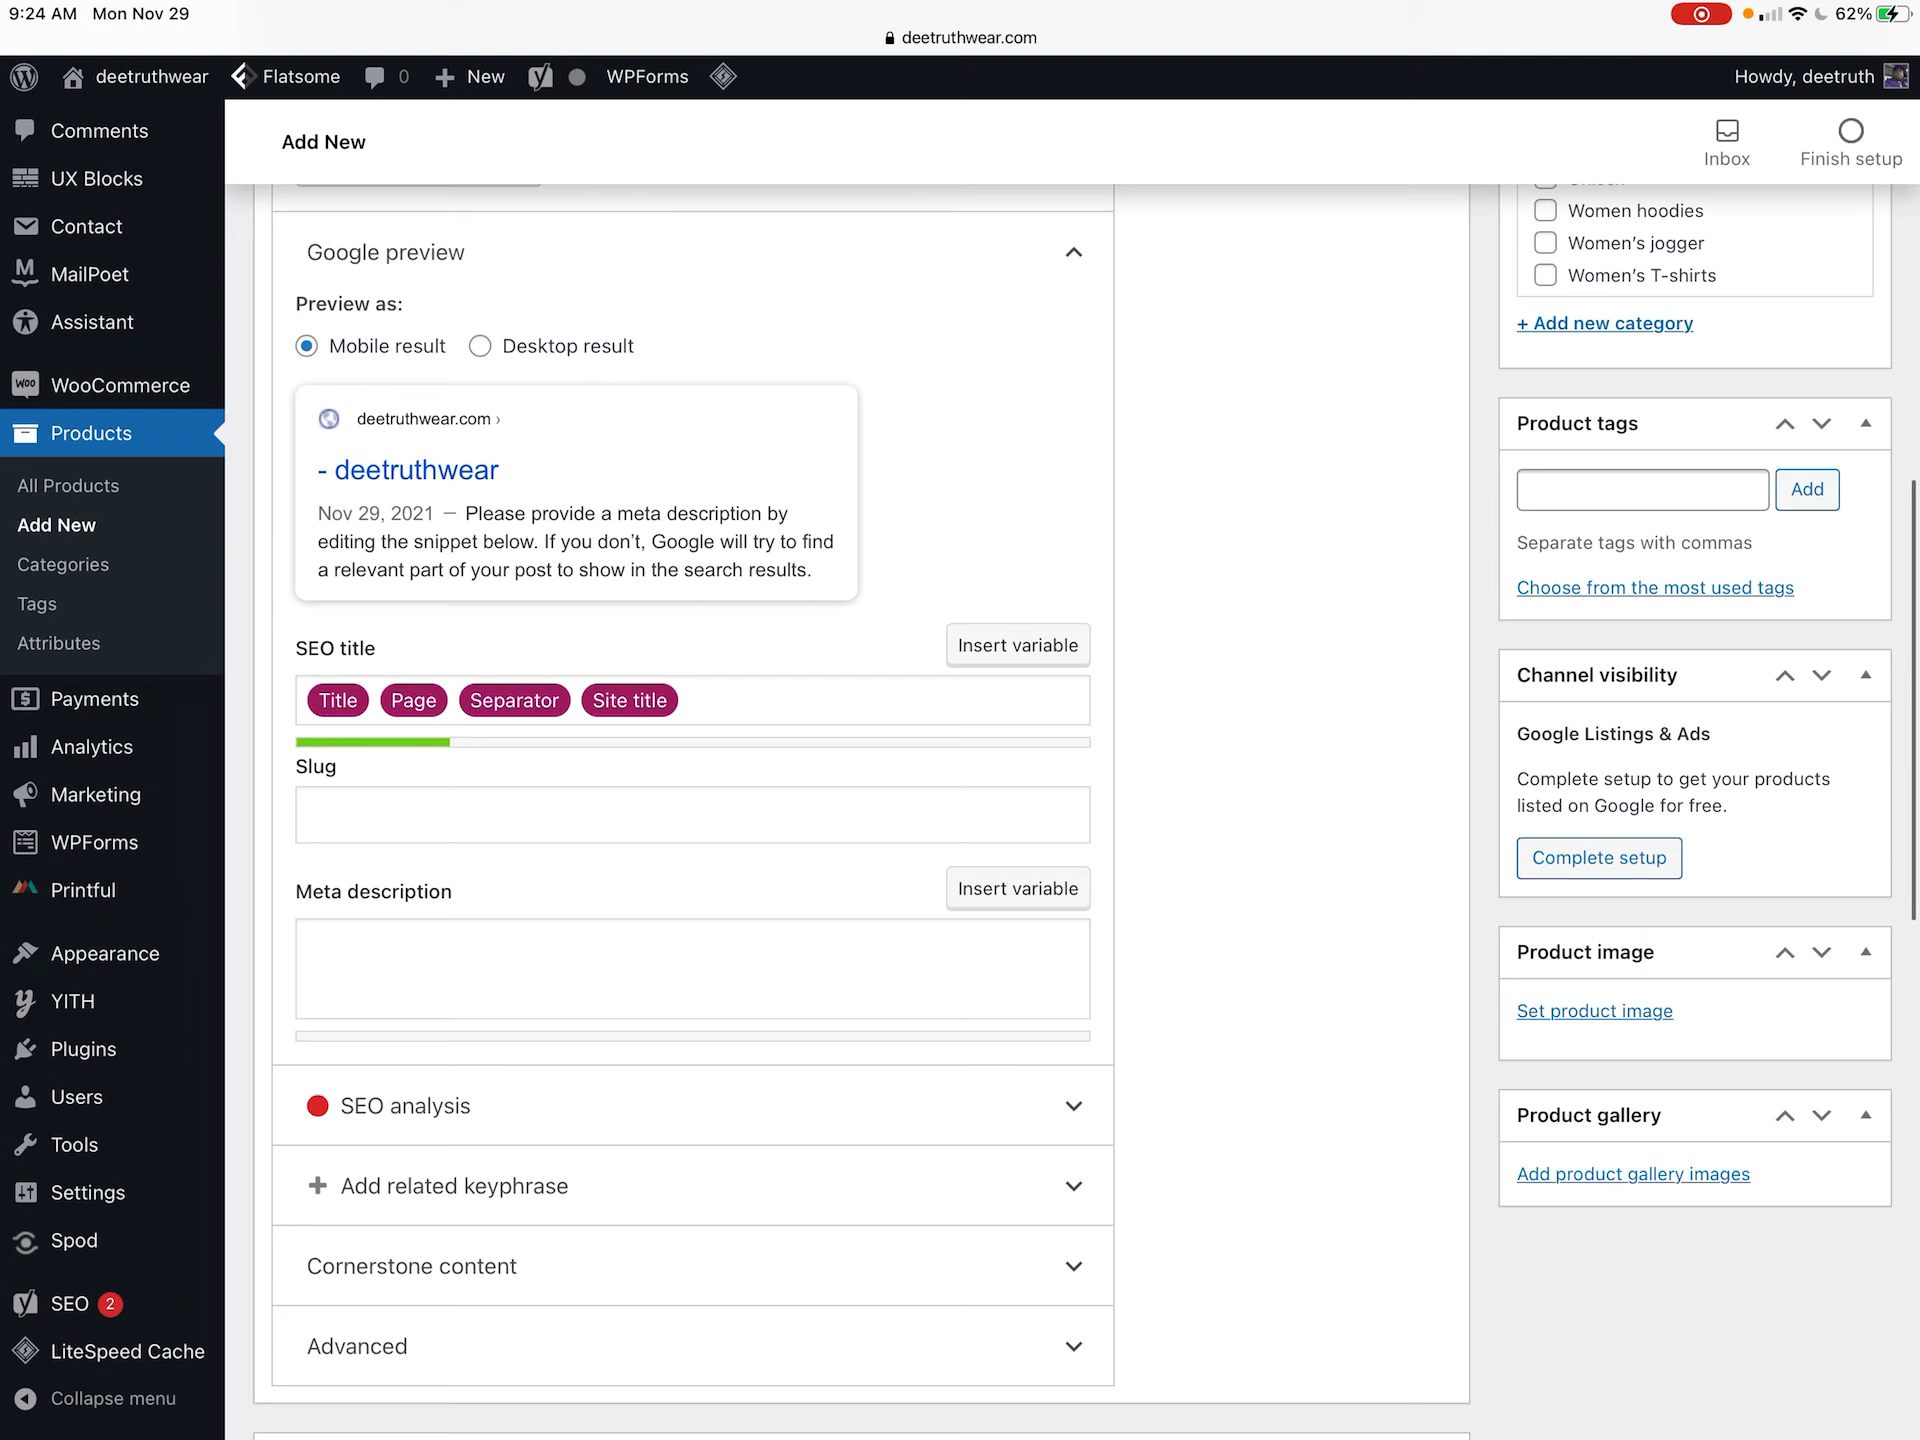 9:24 AM Mon Nov 29
62%
deetruthwear.com
deetruthwear
Flatsome
0
New
WPForms
Howdy, deetruth
Comments
UX Blocks
Contact
MailPoet
Assistant
WooCommerce
Products
All Products
Add New
Categories
Tags
Attributes
Payments
Analytics
Marketing
WPForms
Printful
Appearance
YITH
Plugins
Users
Tools
Settings
Spod
SEO 2
LiteSpeed Cache
Collapse menu
Add New
Inbox
Finish setup
Google preview
Preview as:
Mobile result
Desktop result
deetruthwear.com ›
- deetruthwear
Nov 29, 2021 — Please provide a meta description by
editing the snippet below. If you don’t, Google will try to find
a relevant part of your post to show in the search results.
SEO title
Insert variable
Title Page Separator Site title
Slug
Meta description
Insert variable
SEO analysis
Add related keyphrase
Cornerstone content
Advanced
Women hoodies
Women’s jogger
Women’s T-shirts
+ Add new category
Product tags
Add
Separate tags with commas
Choose from the most used tags
Channel visibility
Google Listings & Ads
Complete setup to get your products
listed on Google for free.
Complete setup
Product image
Set product image
Product gallery
Add product gallery images